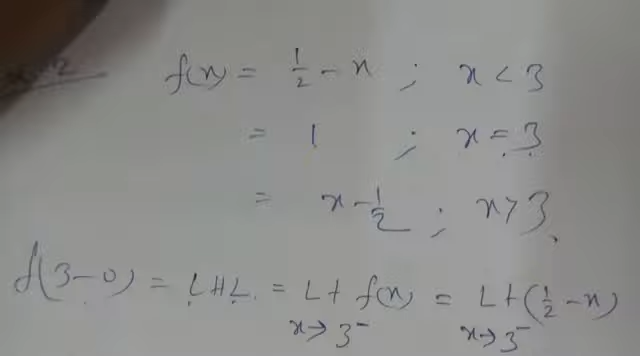 f(x) = 1/2 - x ; x < 3
= 1 ; x = 3
= x - 1/2 ; x > 3
f(3-0) = LHL = Lt x→3⁻ f(x) = Lt x→3⁻ (1/2 - x)